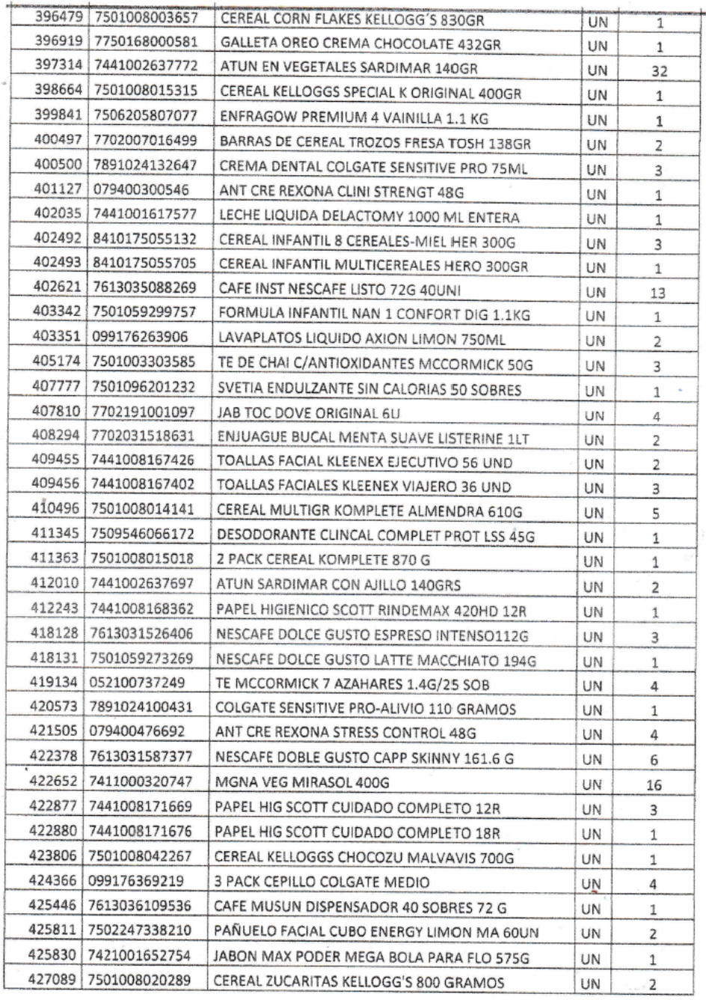 396479 7501008003657 CEREAL CORN FLAKES KELLOGG´S 830GR UN 1
396919 7750168000581 GALLETA OREO CREMA CHOCOLATE 432GR UN 1
397314 7441002637772 ATUN EN VEGETALES SARDIMAR 140GR UN 32
398664 7501008015315 CEREAL KELLOGGS SPECIAL K ORIGINAL 400GR UN 1
399841 7506205807077 ENFRAGOW PREMIUM 4 VAINILLA 1.1 KG UN 1
400497 7702007016499 BARRAS DE CEREAL TROZOS FRESA TOSH 138GR UN 2
400500 7891024132647 CREMA DENTAL COLGATE SENSITIVE PRO 75ML UN 3
401127 079400300546 ANT CRE REXONA CLINI STRENGT 48G UN 1
402035 7441001617577 LECHE LIQUIDA DELACTOMY 1000 ML ENTERA UN 1
402492 8410175055132 CEREAL INFANTIL 8 CEREALES-MIEL HER 300G UN 3
402493 8410175055705 CEREAL INFANTIL MULTICEREALES HERO 300GR UN 1
402621 7613035088269 CAFE INST NESCAFE LISTO 72G 40UNI UN 13
403342 7501059299757 FORMULA INFANTIL NAN 1 CONFORT DIG 1.1KG UN 1
403351 099176263906 LAVAPLATOS LIQUIDO AXION LIMON 750ML UN 2
405174 7501003303585 TE DE CHAI C/ANTIOXIDANTES MCCORMICK 50G UN 3
407777 7501096201232 SVETIA ENDULZANTE SIN CALORIAS 50 SOBRES UN 1
407810 7702191001097 JAB TOC DOVE ORIGINAL 6U UN 4
408294 7702031518631 ENJUAGUE BUCAL MENTA SUAVE LISTERINE 1LT UN 2
409455 7441008167426 TOALLAS FACIAL KLEENEX EJECUTIVO 56 UND UN 2
409456 7441008167402 TOALLAS FACIALES KLEENEX VIAJERO 36 UND UN 3
410496 7501008014141 CEREAL MULTIGR KOMPLETE ALMENDRA 610G UN 5
411345 7509546066172 DESODORANTE CLINCAL COMPLET PROT LSS 45G UN 1
411363 7501008015018 2 PACK CEREAL KOMPLETE 870 G UN 1
412010 7441002637697 ATUN SARDIMAR CON AJILLO 140GRS UN 2
412243 7441008168362 PAPEL HIGIENICO SCOTT RINDEMAX 420HD 12R UN 1
418128 7613031526406 NESCAFE DOLCE GUSTO ESPRESO INTENSO112G UN 3
418131 7501059273269 NESCAFE DOLCE GUSTO LATTE MACCHIATO 194G UN 1
419134 052100737249 TE MCCORMICK 7 AZAHARES 1.4G/25 SOB UN 4
420573 7891024100431 COLGATE SENSITIVE PRO-ALIVIO 110 GRAMOS UN 1
421505 079400476692 ANT CRE REXONA STRESS CONTROL 48G UN 4
422378 7613031587377 NESCAFE DOBLE GUSTO CAPP SKINNY 161.6 G UN 6
422652 7411000320747 MGNA VEG MIRASOL 400G UN 16
422877 7441008171669 PAPEL HIG SCOTT CUIDADO COMPLETO 12R UN 3
422880 7441008171676 PAPEL HIG SCOTT CUIDADO COMPLETO 18R UN 1
423806 7501008042267 CEREAL KELLOGGS CHOCOZU MALVAVIS 700G UN 1
424366 099176369219 3 PACK CEPILLO COLGATE MEDIO UN 4
425446 7613036109536 CAFE MUSUN DISPENSADOR 40 SOBRES 72 G UN 1
425811 7502247338210 PAÑUELO FACIAL CUBO ENERGY LIMON MA 60UN UN 2
425830 7421001652754 JABON MAX PODER MEGA BOLA PARA FLO 575G UN 1
427089 7501008020289 CEREAL ZUCARITAS KELLOGG'S 800 GRAMOS UN 2